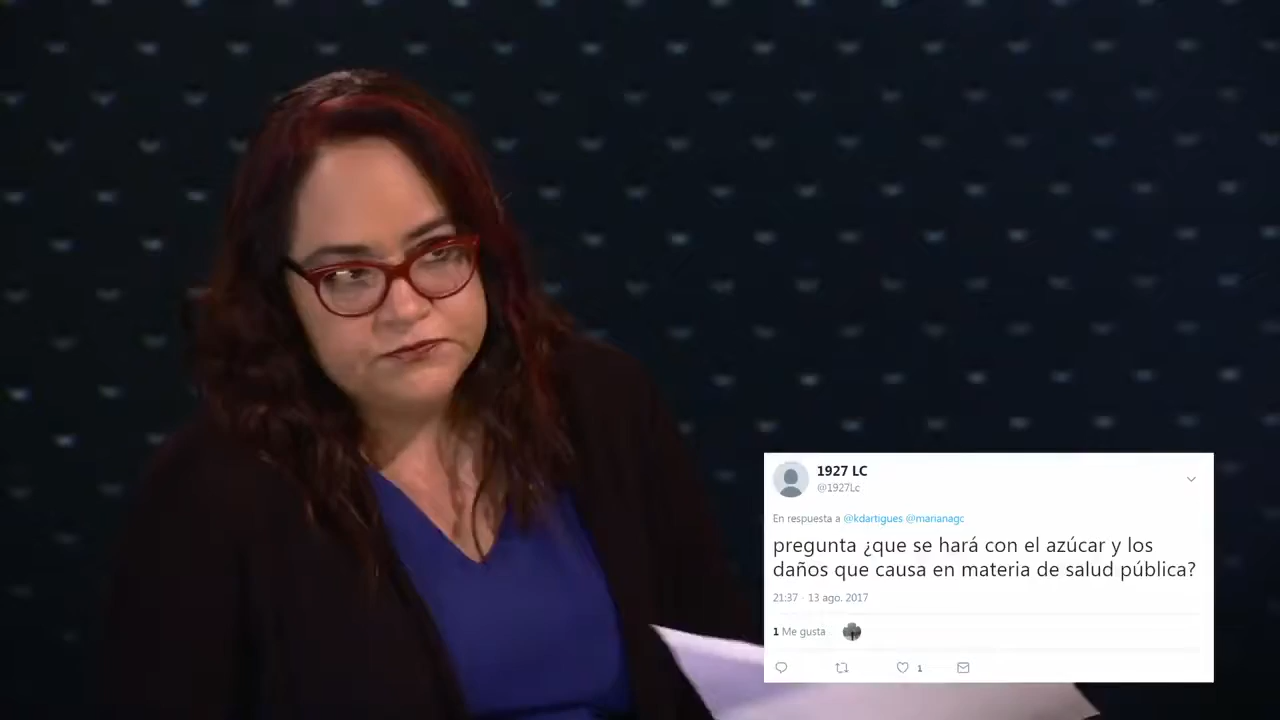 1927 LC
@1927Lc
En respuesta a @kdartigues @marianagc
pregunta ¿que se hará con el azúcar y los
daños que causa en materia de salud pública?
21:37 · 13 ago. 2017
1 Me gusta
1